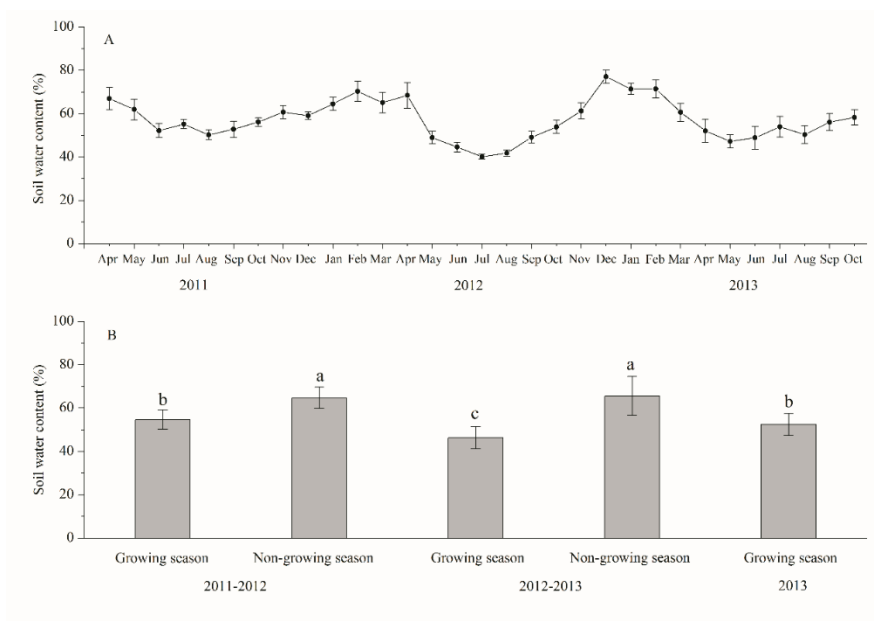 100
A
80
60
40
20
0
Soil water content (%)
Apr May Jun Jul Aug Sep Oct Nov Dec Jan Feb Mar Apr May Jun Jul Aug Sep Oct Nov Dec Jan Feb Mar Apr May Jun Jul Aug Sep Oct
2011 2012 2013
100
B
80
60
40
20
0
Soil water content (%)
b a c a b
Growing season Non-growing season Growing season Non-growing season Growing season
2011-2012 2012-2013 2013